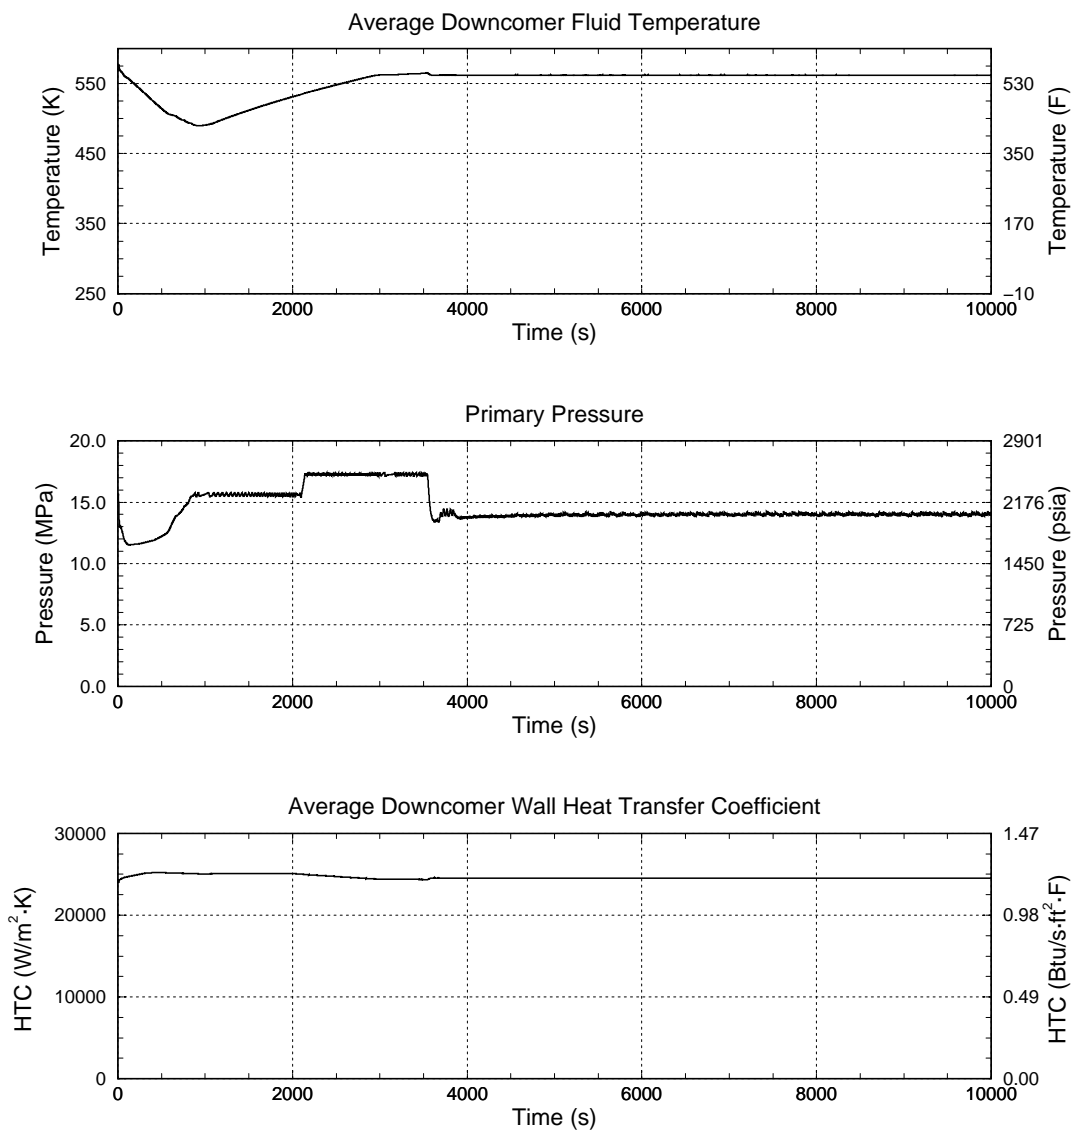 Average Downcomer Fluid Temperature
550
450
350
250
530
350
170
–10
0 2000 4000 6000 8000 10000
Temperature (K)
Temperature (F)
Time (s)
Primary Pressure
20.0
15.0
10.0
5.0
0.0
2901
2176
1450
725
0
0 2000 4000 6000 8000 10000
Pressure (MPa)
Pressure (psia)
Time (s)
Average Downcomer Wall Heat Transfer Coefficient
30000
20000
10000
0
1.47
0.98
0.49
0.00
0 2000 4000 6000 8000 10000
HTC (W/m²·K)
HTC (Btu/s·ft²·F)
Time (s)